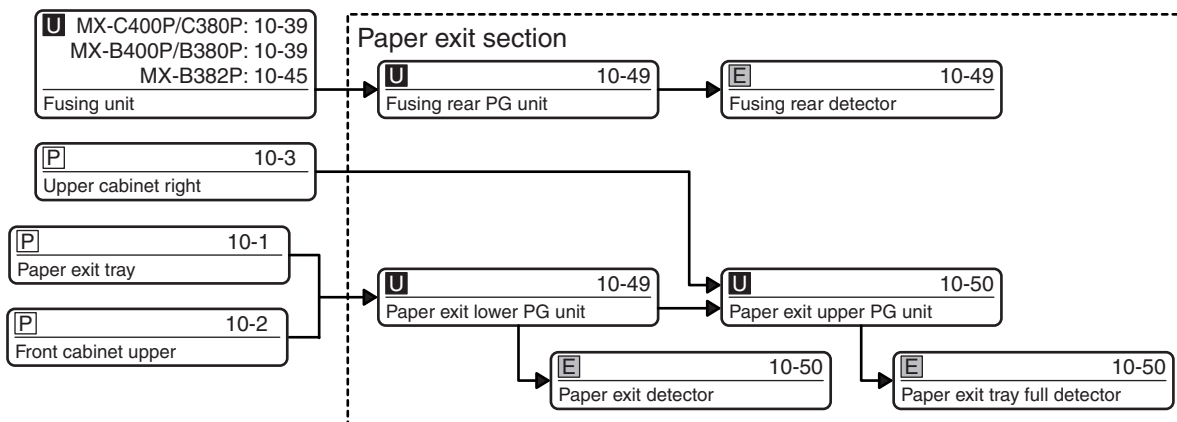 U MX-C400P/C380P: 10-39
MX-B400P/B380P: 10-39
MX-B382P: 10-45
Fusing unit
Paper exit section
U 10-49
Fusing rear PG unit
E 10-49
Fusing rear detector
P 10-3
Upper cabinet right
P 10-1
Paper exit tray
P 10-2
Front cabinet upper
U 10-49
Paper exit lower PG unit
U 10-50
Paper exit upper PG unit
E 10-50
Paper exit detector
E 10-50
Paper exit tray full detector